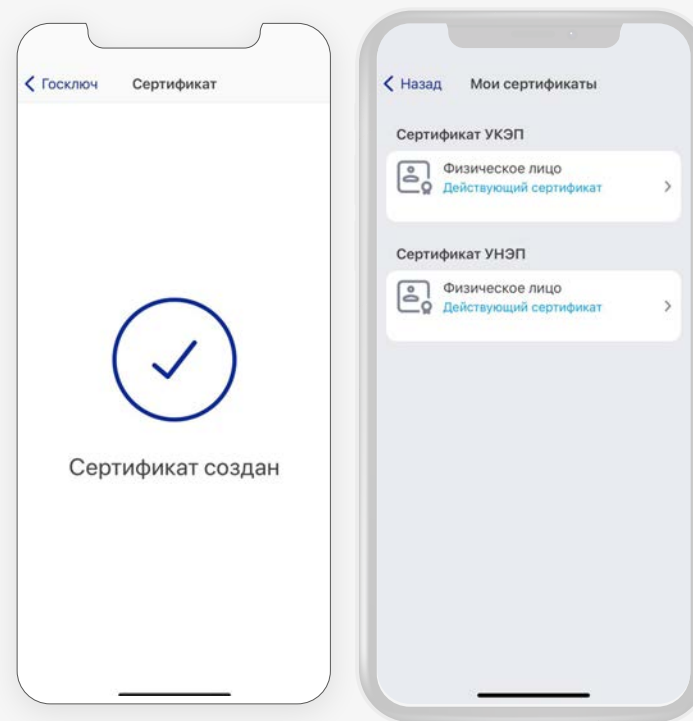 Госключ Сертификат
Сертификат создан
Назад Мои сертификаты
Сертификат УКЭП
Физическое лицо
Действующий сертификат
Сертификат УНЭП
Физическое лицо
Действующий сертификат